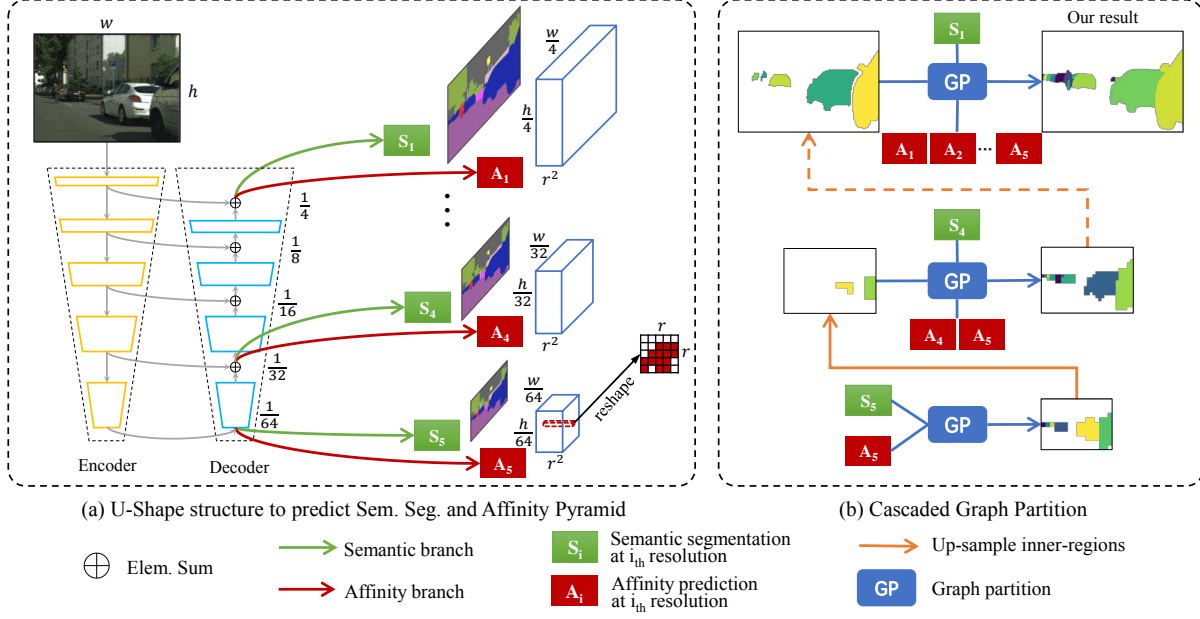 w
h
S1
A1
w/4
h/4
r²
1/4
1/8
1/16
1/32
1/64
S4
A4
w/32
h/32
r²
S5
A5
w/64
h/64
r²
reshape
r
r
Encoder
Decoder
S1
Our result
GP
A1 A2 ... A5
S4
GP
A4 A5
S5
A5
GP
(a) U-Shape structure to predict Sem. Seg. and Affinity Pyramid
(b) Cascaded Graph Partition
Elem. Sum
Semantic branch
Affinity branch
Si
Semantic segmentation
at ith resolution
Ai
Affinity prediction
at ith resolution
Up-sample inner-regions
GP
Graph partition